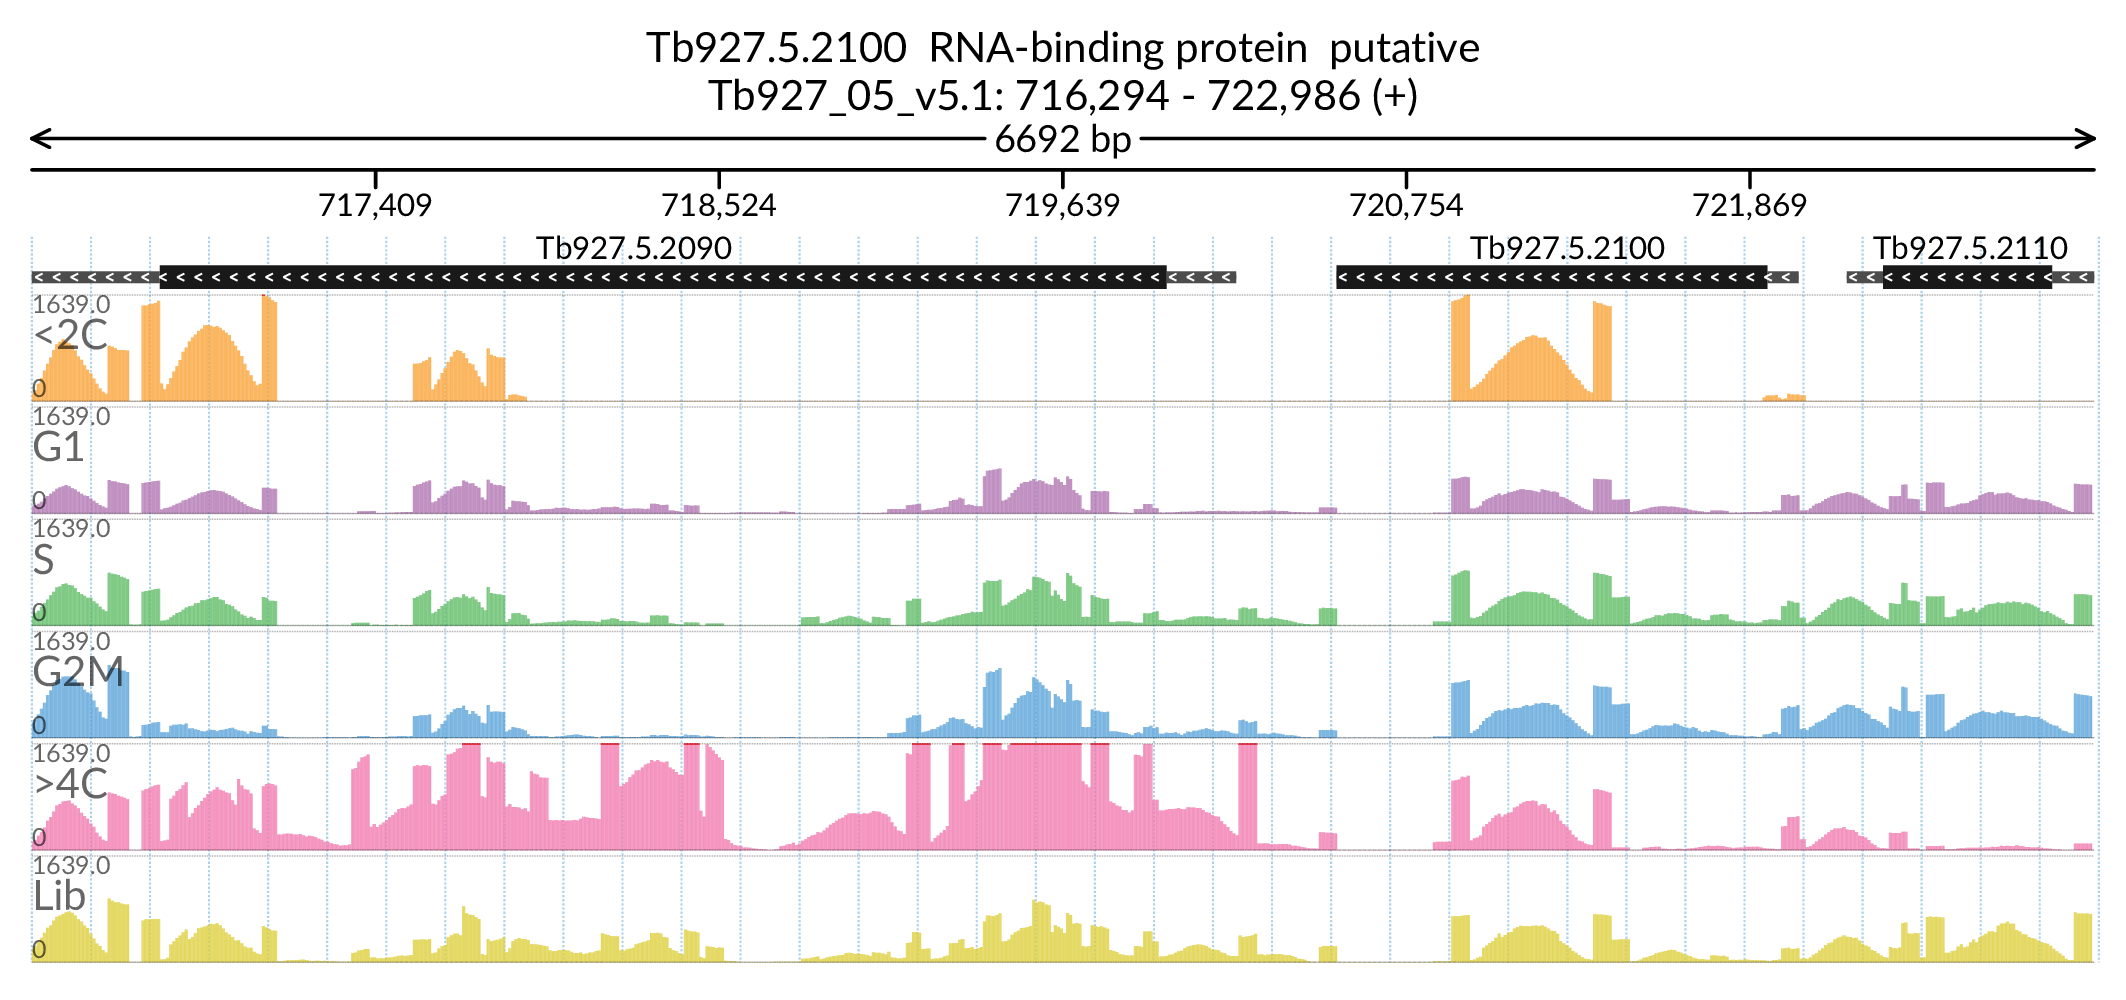 Tb927.5.2100  RNA-binding protein  putative
Tb927_05_v5.1: 716,294 - 722,986 (+)
6692 bp
717,409 718,524 719,639 720,754 721,869
Tb927.5.2090 Tb927.5.2100 Tb927.5.2110
1639.0
<2C
0
1639.0
G1
0
1639.0
S
0
1639.0
G2M
0
1639.0
>4C
0
1639.0
Lib
0